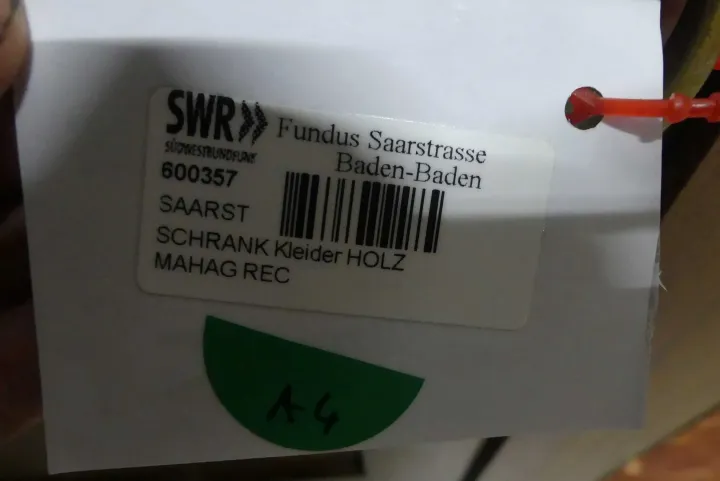 SWR»
SÜDWESTRUNDFUNK
Fundus Saarstrasse
Baden-Baden
600357
SAARST
SCHRANK Kleider HOLZ
MAHAG REC
A4